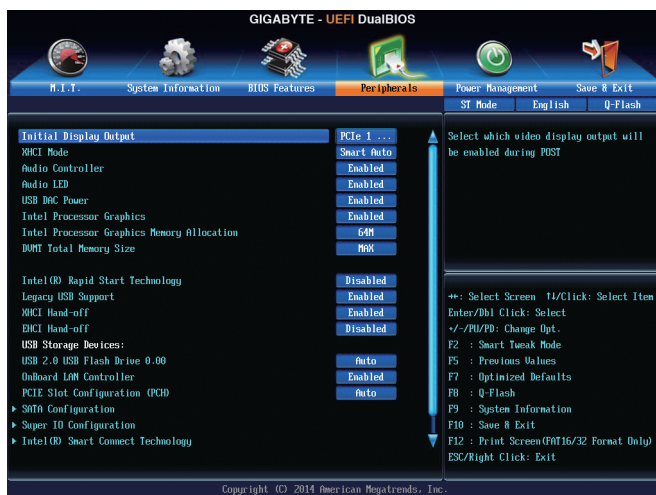 GIGABYTE - UEFI DualBIOS
M.I.T. System Information BIOS Features Peripherals Power Management Save & Exit
ST Mode English Q-Flash
Initial Display Output PCIe 1 ...
XHCI Mode Smart Auto
Audio Controller Enabled
Audio LED Enabled
USB DAC Power Enabled
Intel Processor Graphics Enabled
Intel Processor Graphics Memory Allocation 64M
DVMT Total Memory Size MAX
Intel(R) Rapid Start Technology Disabled
Legacy USB Support Enabled
XHCI Hand-off Enabled
EHCI Hand-off Disabled
USB Storage Devices:
USB 2.0 USB Flash Drive 0.00 Auto
OnBoard LAN Controller Enabled
PCIE Slot Configuration (PCH) Auto
SATA Configuration
Super IO Configuration
Intel(R) Smart Connect Technology
Select which video display output will
be enabled during POST
→←: Select Screen ↑↓/Click: Select Item
Enter/Dbl Click: Select
+/-/PU/PD: Change Opt.
F2 : Smart Tweak Mode
F5 : Previous Values
F7 : Optimized Defaults
F8 : Q-Flash
F9 : System Information
F10 : Save & Exit
F12 : Print Screen(FAT16/32 Format Only)
ESC/Right Click: Exit
Copyright (C) 2014 American Megatrends, Inc.